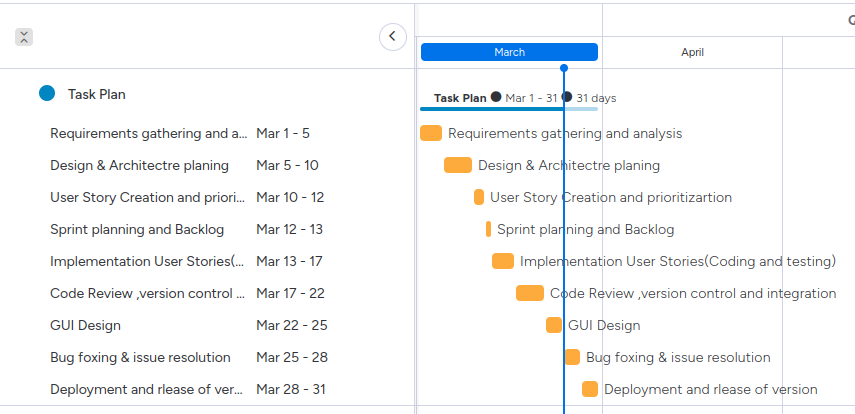 Q
March
April
Task Plan
Task Plan ● Mar 1 - 31 ● 31 days
Requirements gathering and a... Mar 1 - 5 Requirements gathering and analysis
Design & Architectre planing Mar 5 - 10 Design & Architectre planing
User Story Creation and priori... Mar 10 - 12 User Story Creation and prioritizartion
Sprint planning and Backlog Mar 12 - 13 Sprint planning and Backlog
Implementation User Stories(... Mar 13 - 17 Implementation User Stories(Coding and testing)
Code Review ,version control ... Mar 17 - 22 Code Review ,version control and integration
GUI Design Mar 22 - 25 GUI Design
Bug foxing & issue resolution Mar 25 - 28 Bug foxing & issue resolution
Deployment and rlease of ver... Mar 28 - 31 Deployment and rlease of version